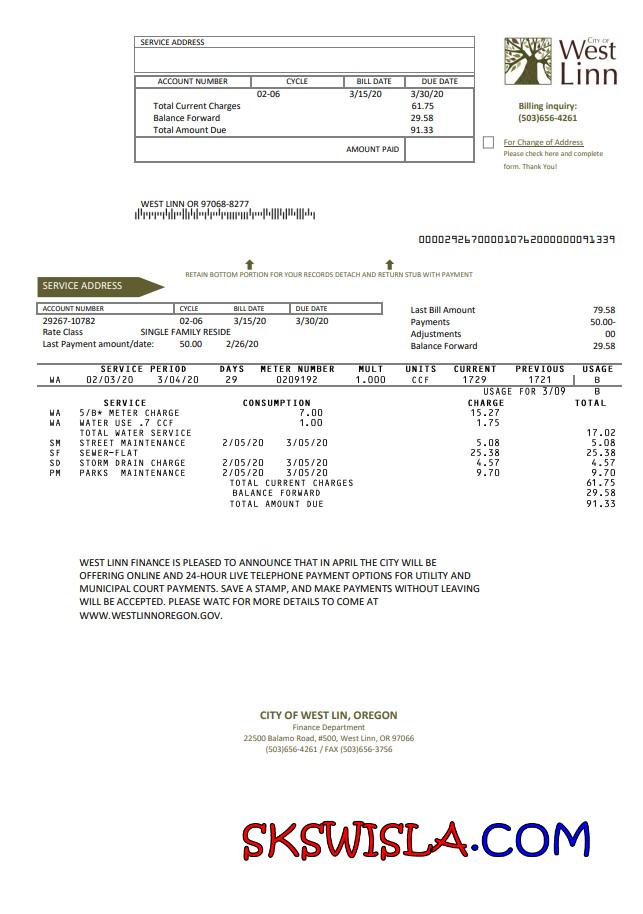 SERVICE ADDRESS
CITY OF
West
Linn
ACCOUNT NUMBER CYCLE BILL DATE DUE DATE
02-06 3/15/20 3/30/20
Total Current Charges 61.75
Balance Forward 29.58
Total Amount Due 91.33
AMOUNT PAID
Billing inquiry:
(503)656-4261
For Change of Address
Please check here and complete
form. Thank You!
WEST LINN OR 97068-8277
00002926700001076200000000091339
RETAIN BOTTOM PORTION FOR YOUR RECORDS DETACH AND RETURN STUB WITH PAYMENT
SERVICE ADDRESS
ACCOUNT NUMBER CYCLE BILL DATE DUE DATE
29267-10782 02-06 3/15/20 3/30/20
Rate Class SINGLE FAMILY RESIDE
Last Payment amount/date: 50.00 2/26/20
Last Bill Amount 79.58
Payments 50.00-
Adjustments 00
Balance Forward 29.58
SERVICE PERIOD DAYS METER NUMBER MULT UNITS CURRENT PREVIOUS USAGE
WA 02/03/20 3/04/20 29 0209192 1.000 CCF 1729 1721 B
USAGE FOR 3/09 B
SERVICE CONSUMPTION CHARGE TOTAL
WA 5/B* METER CHARGE 7.00 15.27
WA WATER USE .7 CCF 1.00 1.75
TOTAL WATER SERVICE 17.02
SM STREET MAINTENANCE 2/05/20 3/05/20 5.08 5.08
SF SEWER-FLAT 25.38 25.38
SD STORM DRAIN CHARGE 2/05/20 3/05/20 4.57 4.57
PM PARKS MAINTENANCE 2/05/20 3/05/20 9.70 9.70
TOTAL CURRENT CHARGES 61.75
BALANCE FORWARD 29.58
TOTAL AMOUNT DUE 91.33
WEST LINN FINANCE IS PLEASED TO ANNOUNCE THAT IN APRIL THE CITY WILL BE
OFFERING ONLINE AND 24-HOUR LIVE TELEPHONE PAYMENT OPTIONS FOR UTILITY AND
MUNICIPAL COURT PAYMENTS. SAVE A STAMP, AND MAKE PAYMENTS WITHOUT LEAVING
WILL BE ACCEPTED. PLEASE WATC FOR MORE DETAILS TO COME AT
WWW.WESTLINNOREGON.GOV.
CITY OF WEST LIN, OREGON
Finance Department
22500 Balamo Road, #500, West Linn, OR 97066
(503)656-4261 / FAX (503)656-3756
SKSWISLA.COM